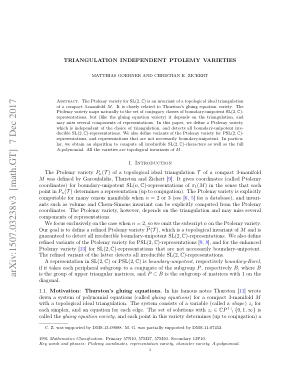 arXiv:1507.03238v3 [math.GT] 7 Dec 2017
TRIANGULATION INDEPENDENT PTOLEMY VARIETIES
MATTHIAS GOERNER AND CHRISTIAN K. ZICKERT
Abstract. The Ptolemy variety for SL(2, C) is an invariant of a topological ideal triangulation
of a compact 3-manifold M. It is closely related to Thurston's gluing equation variety.
The Ptolemy variety maps naturally to the set of conjugacy classes of boundary-unipotent SL(2, C)-
representations, but (like the gluing equation variety) it depends on the triangulation, and
may miss several components of representations. In this paper, we define a Ptolemy variety
which is independent of the choice of triangulation, and detects all boundary-unipotent irre-
ducible SL(2, C)-representations. We also define variants of the Ptolemy variety for PSL(2, C)-
representations, and representations that are not necessarily boundary-unipotent. In particu-
lar, we obtain an algorithm to compute all irreducible SL(2, C)-characters as well as the full
A-polynomial. All the varieties are topological invariants of M.
1. Introduction
The Ptolemy variety of a topological ideal triangulation T of a compact 3-manifold
M was defined by Garoufalidis, Thurston and Zickert [ ]. It gives coordinates (called Ptolemy
coordinates) for boundary-unipotent SL(n, C)-representations of π1(M) in the sense that each
point in determines a representation (up to conjugation). The Ptolemy variety is explicitly
computable for many census manifolds when n = 2 or 3 (see for a database), and invari-
ants such as volume and Chern-Simons invariant can be explicitly computed from the Ptolemy
coordinates. The Ptolemy variety, however, depends on the triangulation and may miss several
components of representations.
We focus exclusively on the case when n = 2, so we omit the subscript n on the Ptolemy variety.
Our goal is to define a refined Ptolemy variety which is a topological invariant of M and is
guaranteed to detect all irreducible boundary-unipotent SL(2, C)-representations. We also define
refined variants of the Ptolemy variety for PSL(2, C)-representations and for the enhanced
Ptolemy variety for SL(2, C)-representations that are not necessarily boundary-unipotent.
The refined variant of the latter detects all irreducible SL(2, C)-representations.
A representation in SL(2, C) or PSL(2, C) is boundary-unipotent, respectively boundary-Borel,
if it takes each peripheral subgroup to a conjugate of the subgroup P, respectively B, where B
is the group of upper triangular matrices, and P ⊂ B is the subgroup of matrices with 1 on the
diagonal.
1.1. Motivation: Thurston's gluing equations. In his famous notes Thurston wrote
down a system of polynomial equations (called gluing equations) for a compact 3-manifold M
with a topological ideal triangulation. The system consists of a variable (called a shape) z for
each simplex, and an equation for each edge. The set of solutions with is
called the gluing equation variety, and each point in this variety determines (up to conjugation) a
C. Z. was supported by DMS-13-09088. M. G. was partially supported by DMS-11-07452.
2010 Mathematics Classification. Primary 57N10, 57M27, 57M50. Secondary 13P10.
Key words and phrases. Ptolemy coordinates, representation variety, character variety, A-polynomial.
1